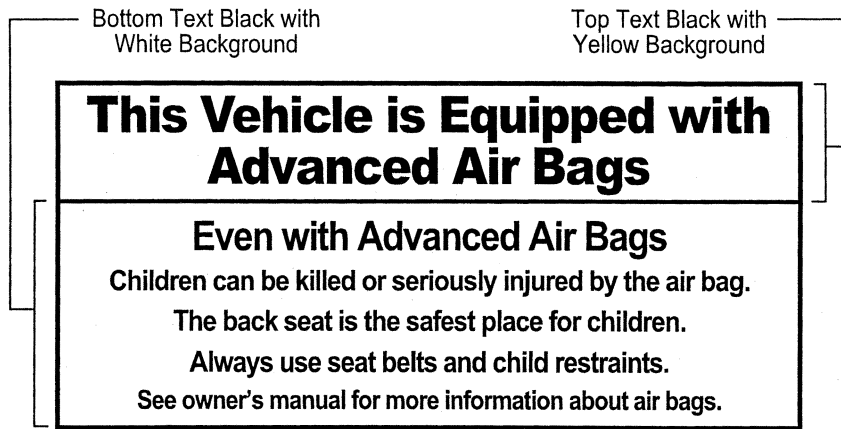 Bottom Text Black with
White Background
Top Text Black with
Yellow Background
This Vehicle is Equipped with
Advanced Air Bags
Even with Advanced Air Bags
Children can be killed or seriously injured by the air bag.
The back seat is the safest place for children.
Always use seat belts and child restraints.
See owner's manual for more information about air bags.